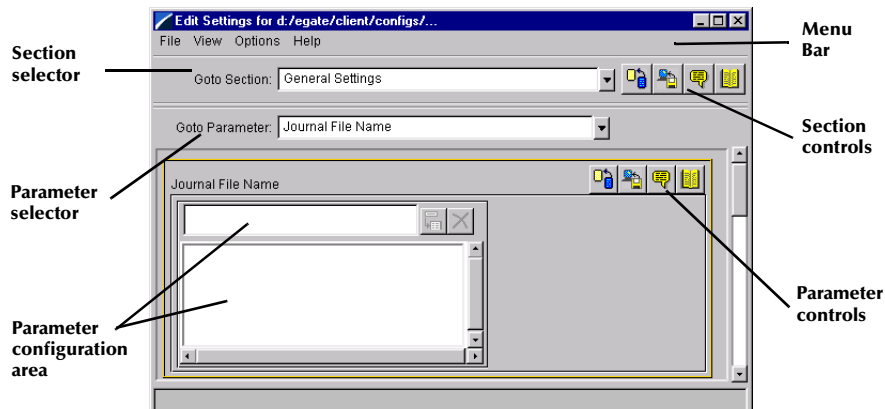 Edit Settings for d:/egate/client/configs/...
File View Options Help
Menu
Bar
Section
selector
Goto Section: General Settings
Section
controls
Goto Parameter: Journal File Name
Parameter
selector
Journal File Name
Parameter
controls
Parameter
configuration
area